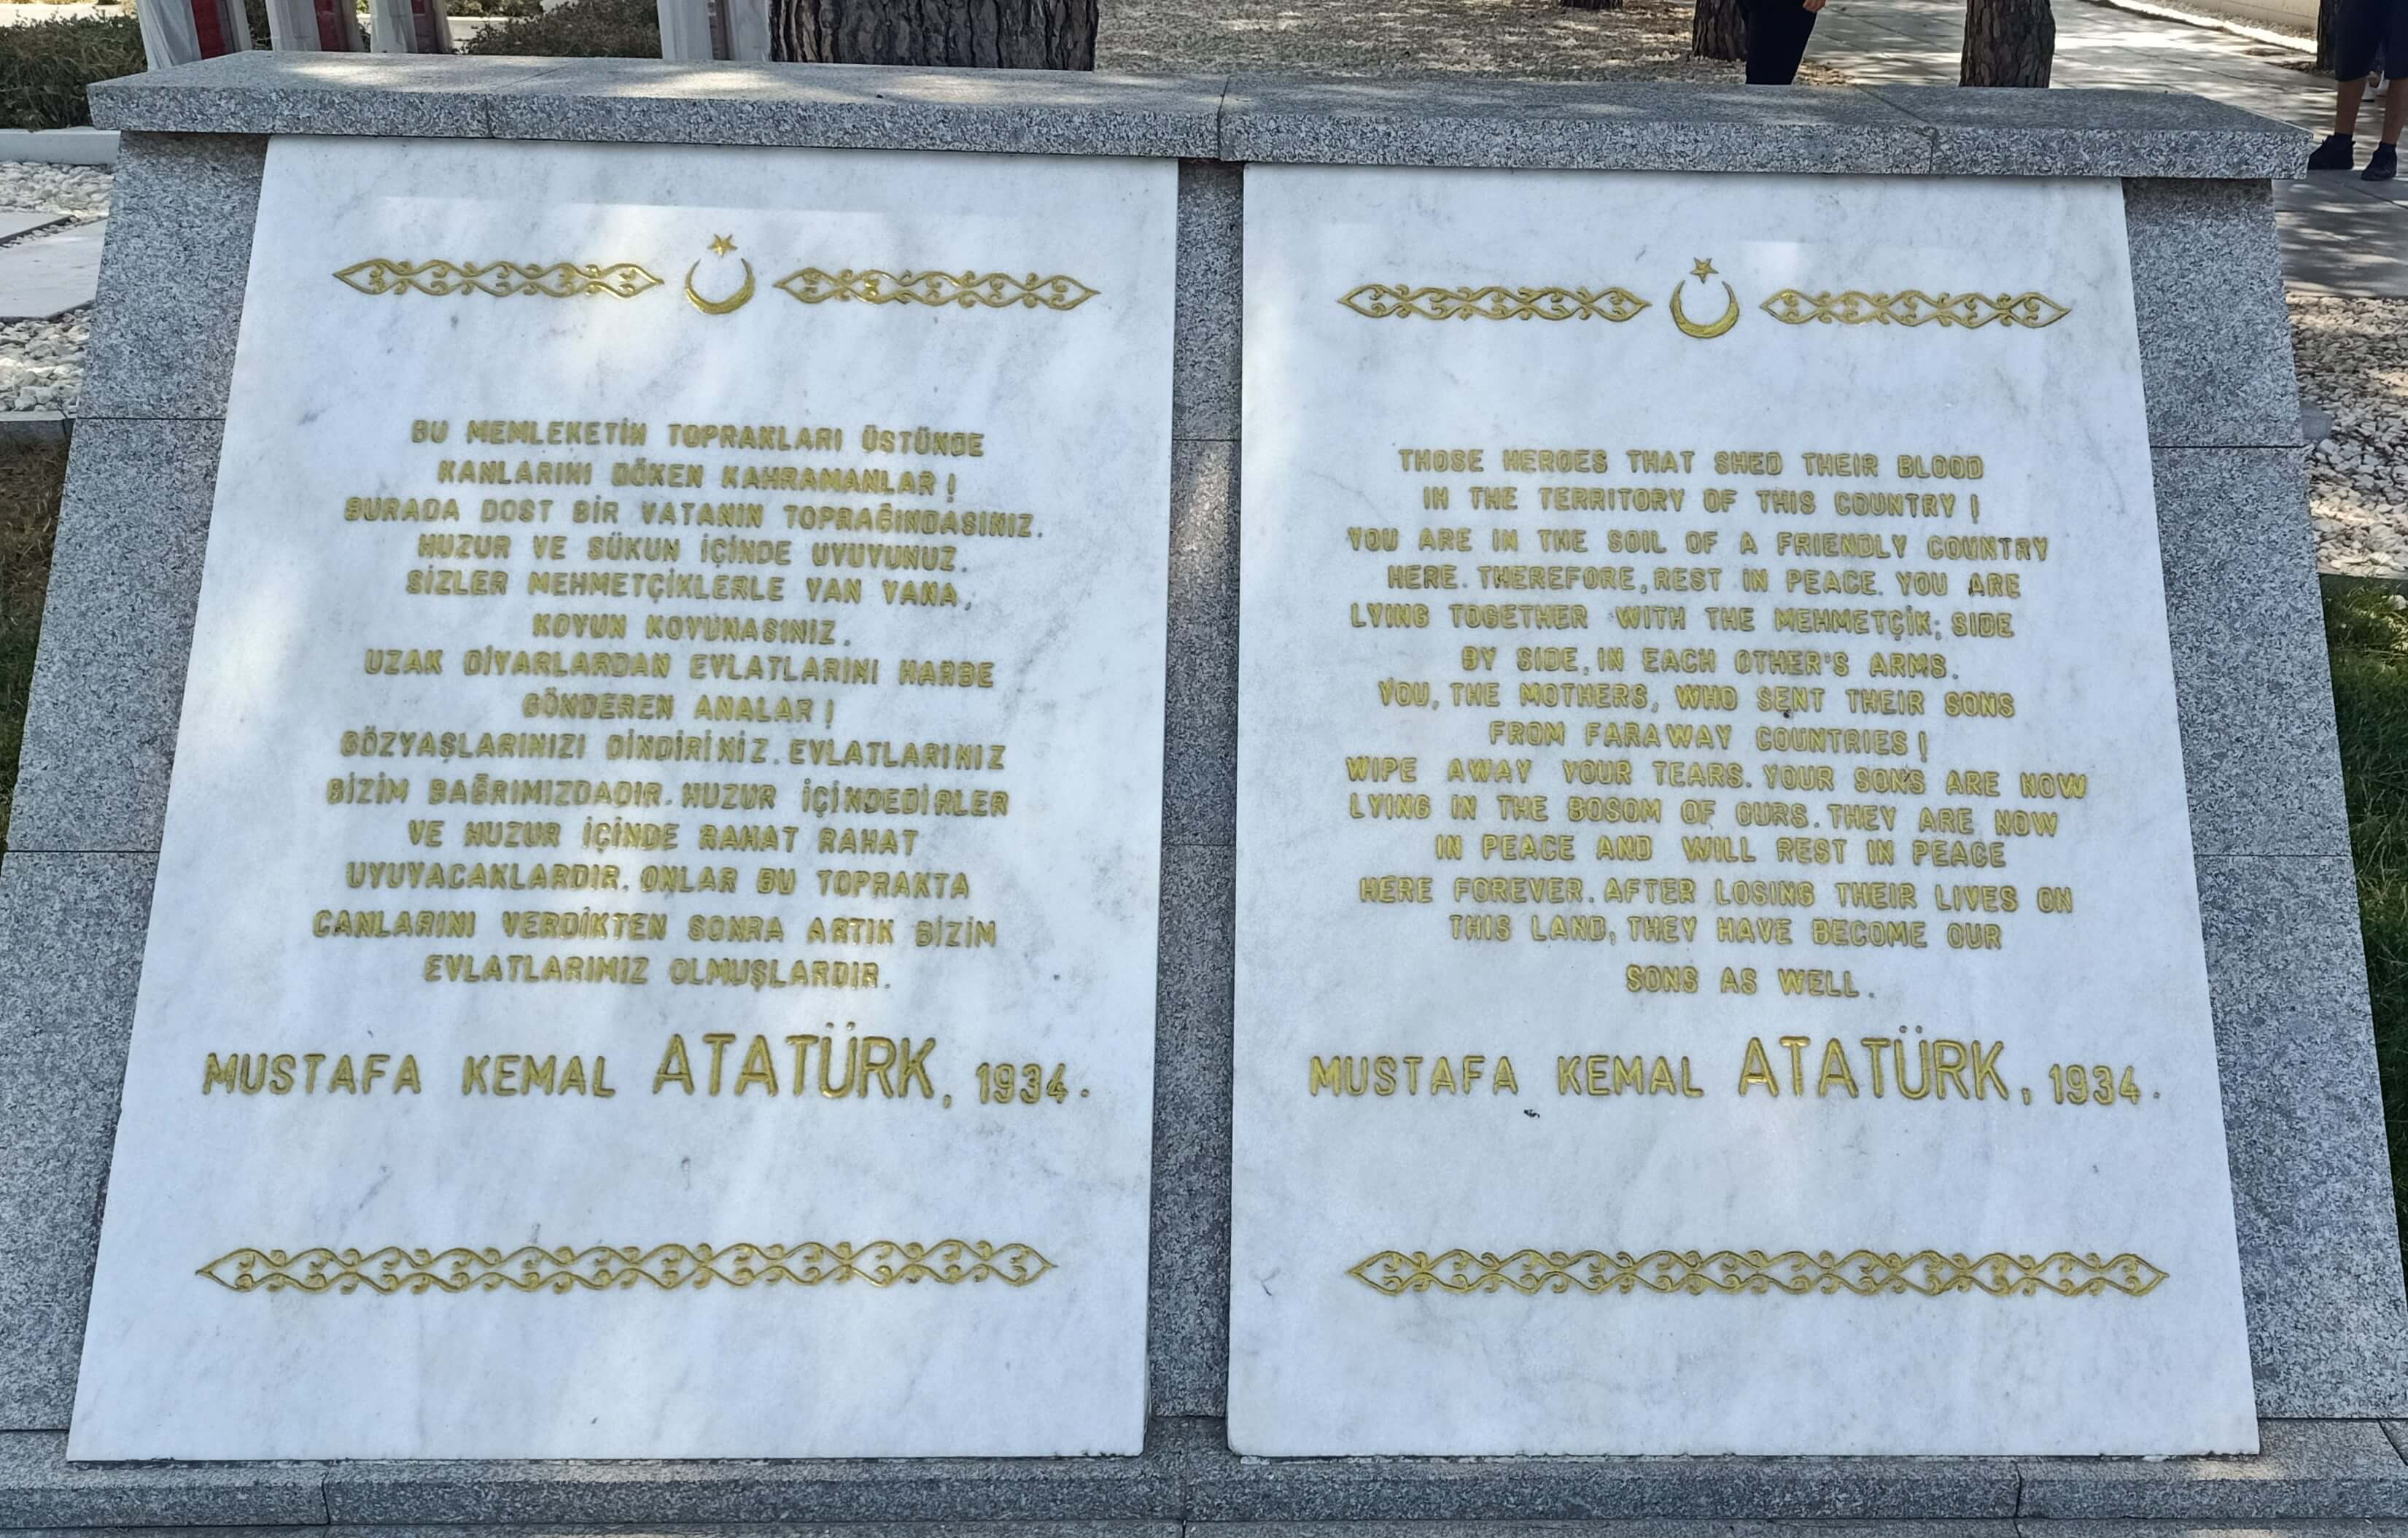 BU MEMLEKETİN TOPRAKLARI ÜSTÜNDE
KANLARINI DÖKEN KAHRAMANLAR!
BURADA DOST BİR VATANIN TOPRAĞINDASINIZ.
HUZUR VE SÜKUN İÇİNDE UYUYUNUZ.
SİZLER MEHMETÇİKLERLE YAN YANA,
KOYUN KOYUNASINIZ.
UZAK DİYARLARDAN EVLATLARINI HARBE
GÖNDEREN ANALAR!
GÖZYAŞLARINIZI DİNDİRİNİZ. EVLATLARINIZ
BİZİM BAĞRIMIZDADIR. HUZUR İÇİNDEDİRLER
VE HUZUR İÇİNDE RAHAT RAHAT
UYUYACAKLARDIR. ONLAR BU TOPRAKTA
CANLARINI VERDİKTEN SONRA ARTIK BİZİM
EVLATLARIMIZ OLMUŞLARDIR.
MUSTAFA KEMAL ATATÜRK, 1934.
THOSE HEROES THAT SHED THEIR BLOOD
IN THE TERRITORY OF THIS COUNTRY!
YOU ARE IN THE SOIL OF A FRIENDLY COUNTRY
HERE. THEREFORE, REST IN PEACE. YOU ARE
LYING TOGETHER WITH THE MEHMETÇİK; SIDE
BY SIDE, IN EACH OTHER'S ARMS.
YOU, THE MOTHERS, WHO SENT THEIR SONS
FROM FARAWAY COUNTRIES!
WIPE AWAY YOUR TEARS. YOUR SONS ARE NOW
LYING IN THE BOSOM OF OURS. THEY ARE NOW
IN PEACE AND WILL REST IN PEACE
HERE FOREVER. AFTER LOSING THEIR LIVES ON
THIS LAND, THEY HAVE BECOME OUR
SONS AS WELL.
MUSTAFA KEMAL ATATÜRK, 1934.